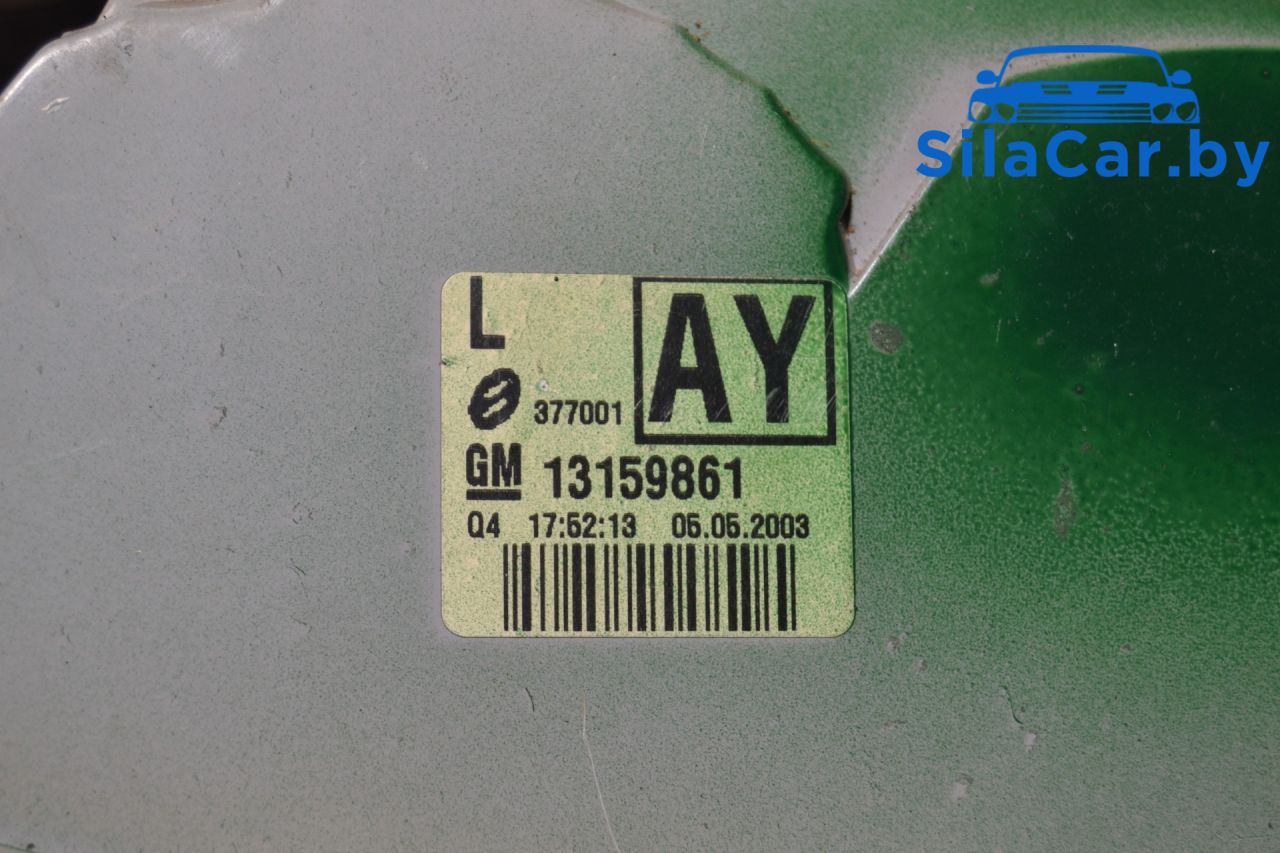 SilaCar.by
L
AY
377001
GM 13159861
Q4 17:52:13 05.05.2003